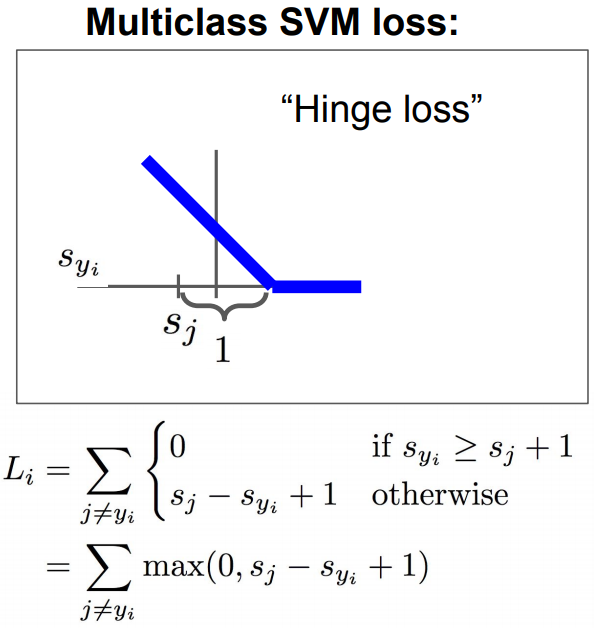 Multiclass SVM loss:
“Hinge loss”
s_{y_i}
s_j
1
L_i = \sum_{j \neq y_i} \begin{cases} 0 & \text{if } s_{y_i} \geq s_j + 1 \\ s_j - s_{y_i} + 1 & \text{otherwise} \end{cases}
= \sum_{j \neq y_i} \max(0, s_j - s_{y_i} + 1)